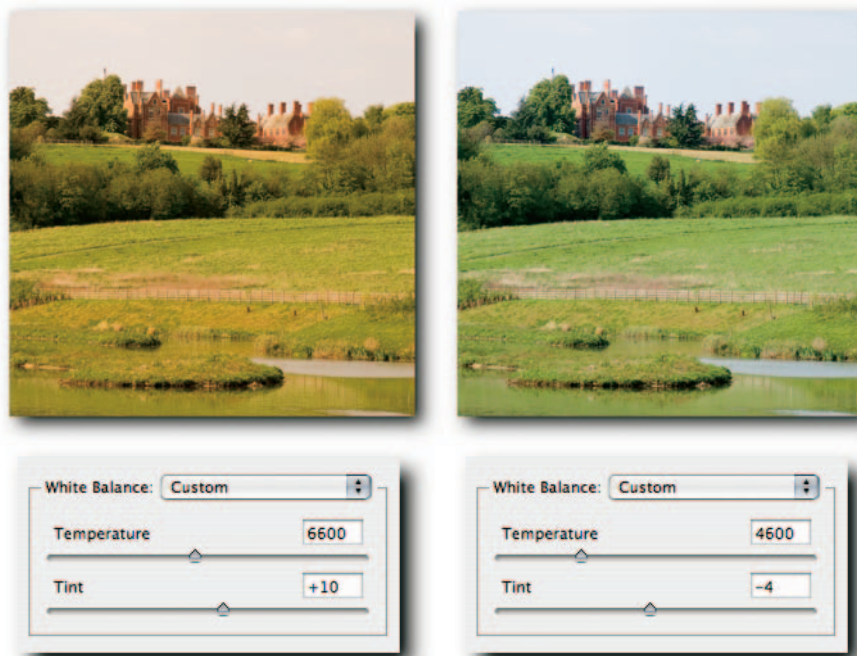 White Balance: Custom
Temperature 6600
Tint +10
White Balance: Custom
Temperature 4600
Tint -4